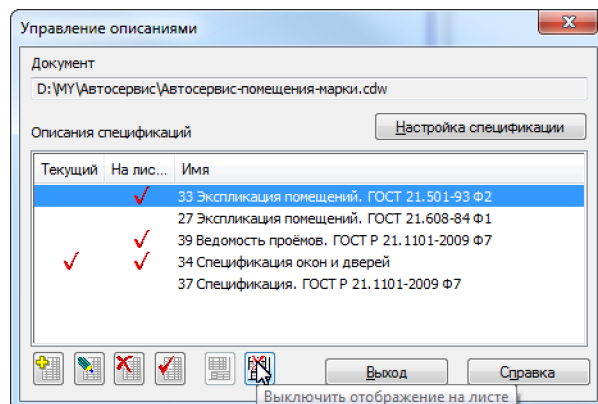 Управление описаниями
Документ
D:\MY\Автосервис\Автосервис-помещения-марки.cdw
Описания спецификаций
Настройка спецификации
Текущий На лис... Имя
33 Экспликация помещений. ГОСТ 21.501-93 Ф2
27 Экспликация помещений. ГОСТ 21.608-84 Ф1
39 Ведомость проёмов. ГОСТ Р 21.1101-2009 Ф7
34 Спецификация окон и дверей
37 Спецификация. ГОСТ Р 21.1101-2009 Ф7
Выход
Справка
Выключить отображение на листе